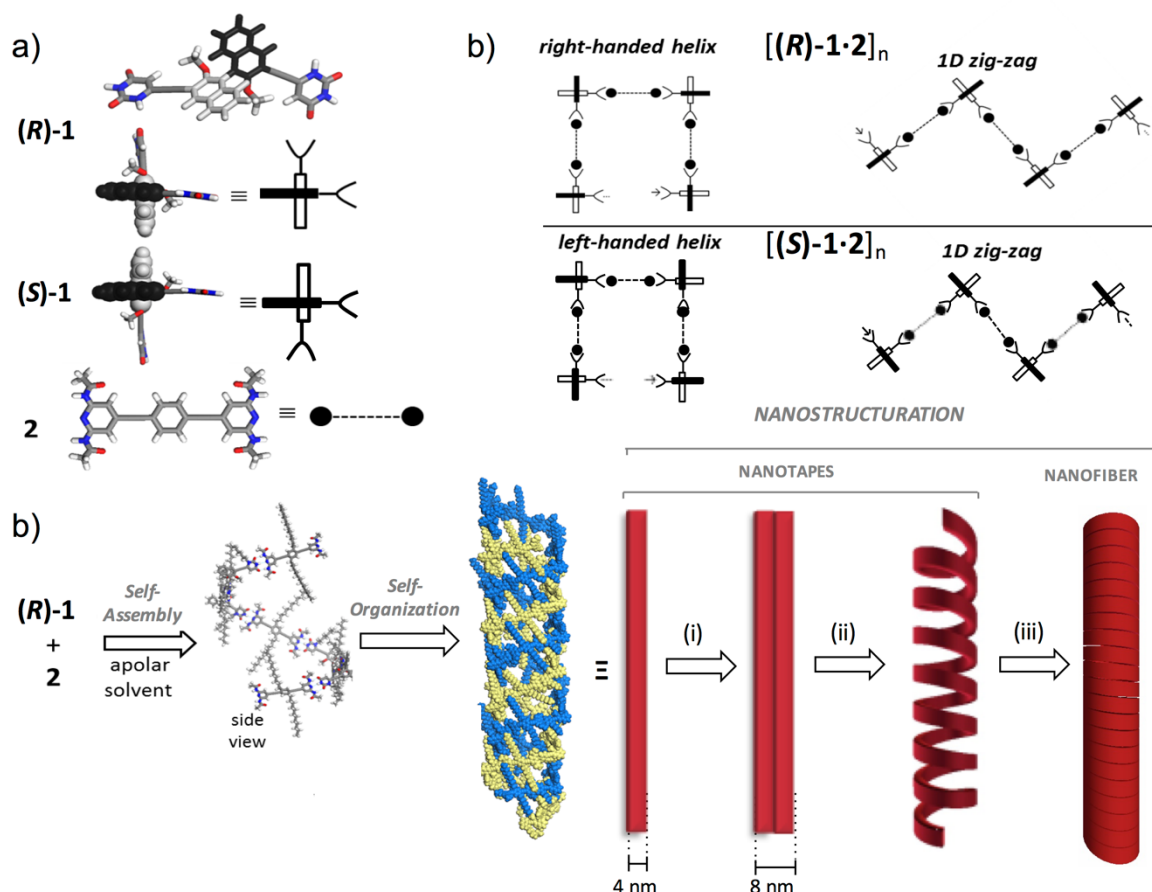 a)
(R)-1
≡
(S)-1
≡
2
≡
b)
right-handed helix
[(R)-1·2]n
1D zig-zag
left-handed helix
[(S)-1·2]n
1D zig-zag
NANOSTRUCTURATION
NANOTAPES
NANOFIBER
b)
(R)-1
+
2
Self-
Assembly
apolar
solvent
side
view
Self-
Organization
Ξ
(i)
(ii)
(iii)
4 nm
8 nm